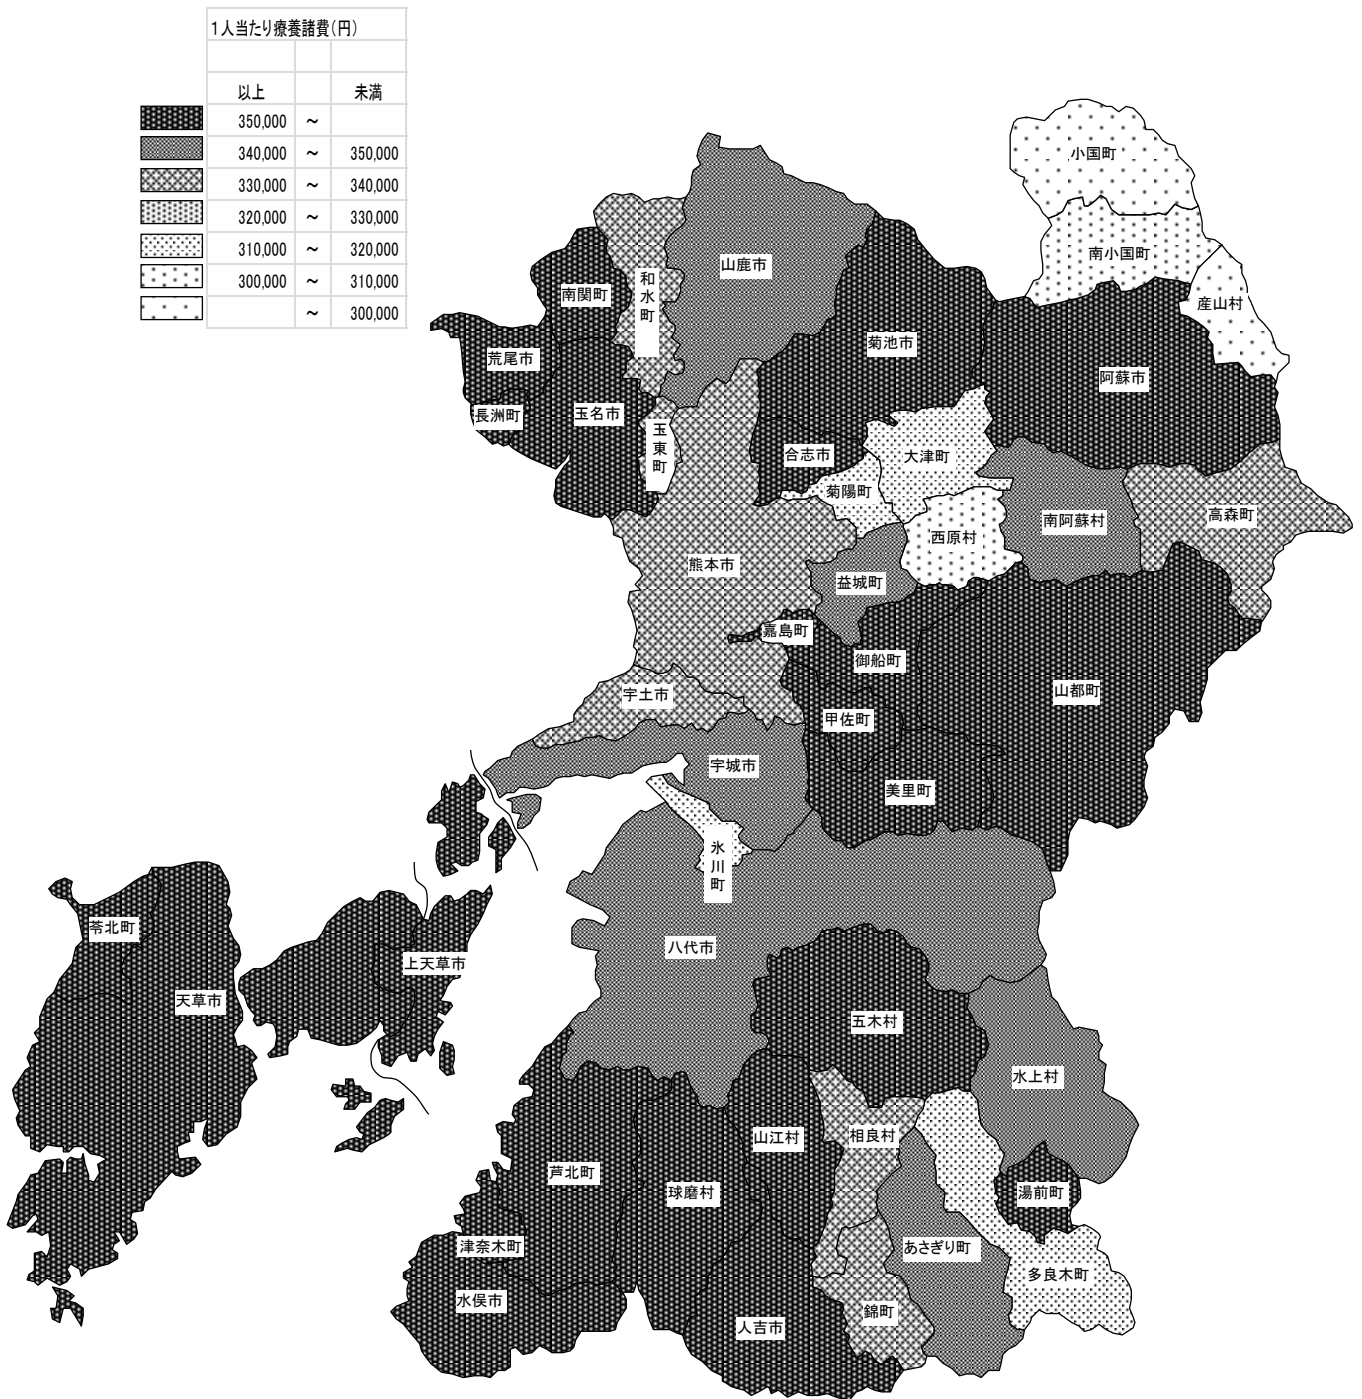 1人当たり療養諸費(円)
以上 未満
350,000 ~
340,000 ~ 350,000
330,000 ~ 340,000
320,000 ~ 330,000
310,000 ~ 320,000
300,000 ~ 310,000
~ 300,000
小国町
南小国町
産山村
山鹿市
和水町
南関町
菊池市
荒尾市
阿蘇市
長洲町
玉名市
玉東町
合志市
大津町
菊陽町
高森町
南阿蘇村
西原村
熊本市
益城町
嘉島町
御船町
宇土市
山都町
甲佐町
宇城市
美里町
氷川町
苓北町
八代市
上天草市
天草市
五木村
水上村
山江村
相良村
芦北町
球磨村
湯前町
津奈木町
あさぎり町
多良木町
水俣市
錦町
人吉市